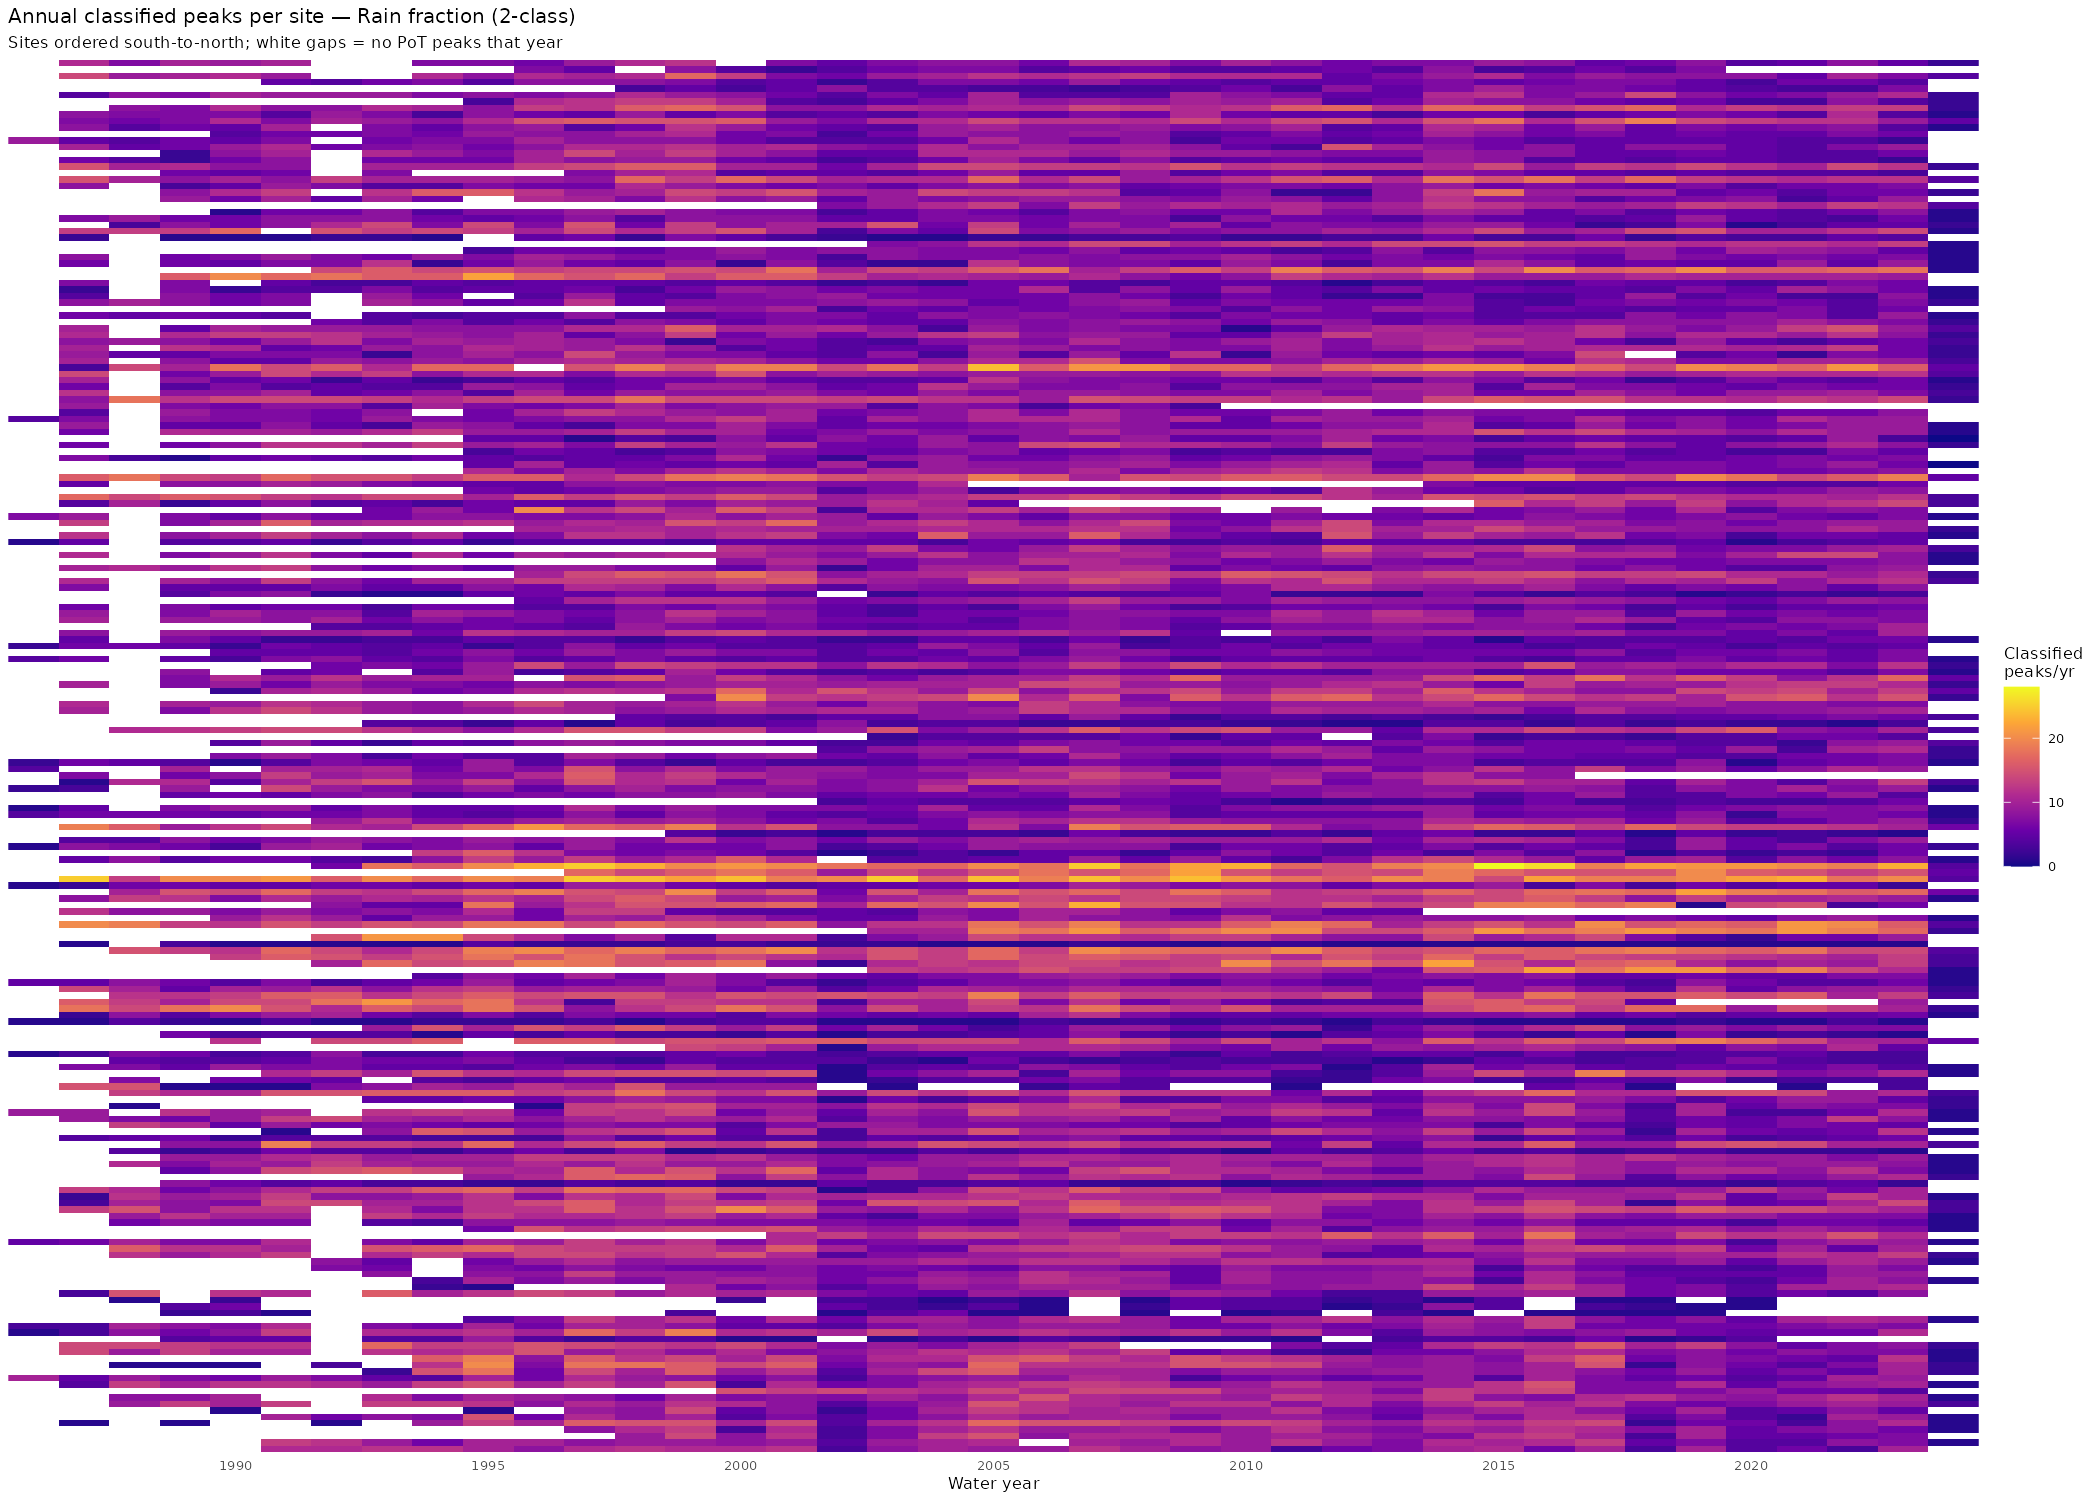 Annual classified peaks per site — Rain fraction (2-class)
Sites ordered south-to-north; white gaps = no PoT peaks that year
Classified
peaks/yr
20
10
0
1990
1995
2000
2005
2010
2015
2020
Water year